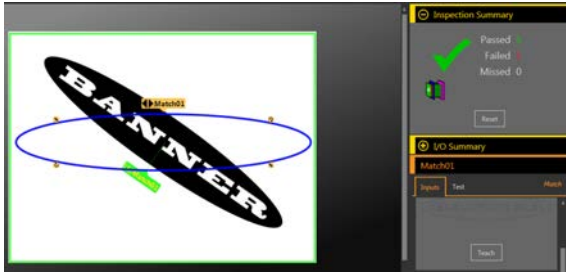 Inspection Summary
Passed
Failed
Missed 0
Reset
BANNER
Match01
I/O Summary
Match01
Inputs Test Match
Teach